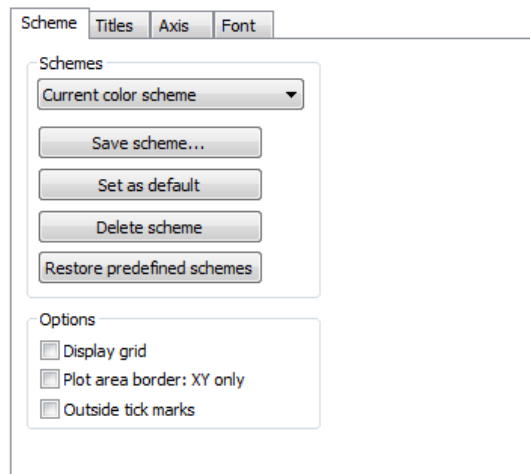 Scheme Titles Axis Font
Schemes
Current color scheme
Save scheme...
Set as default
Delete scheme
Restore predefined schemes
Options
Display grid
Plot area border: XY only
Outside tick marks